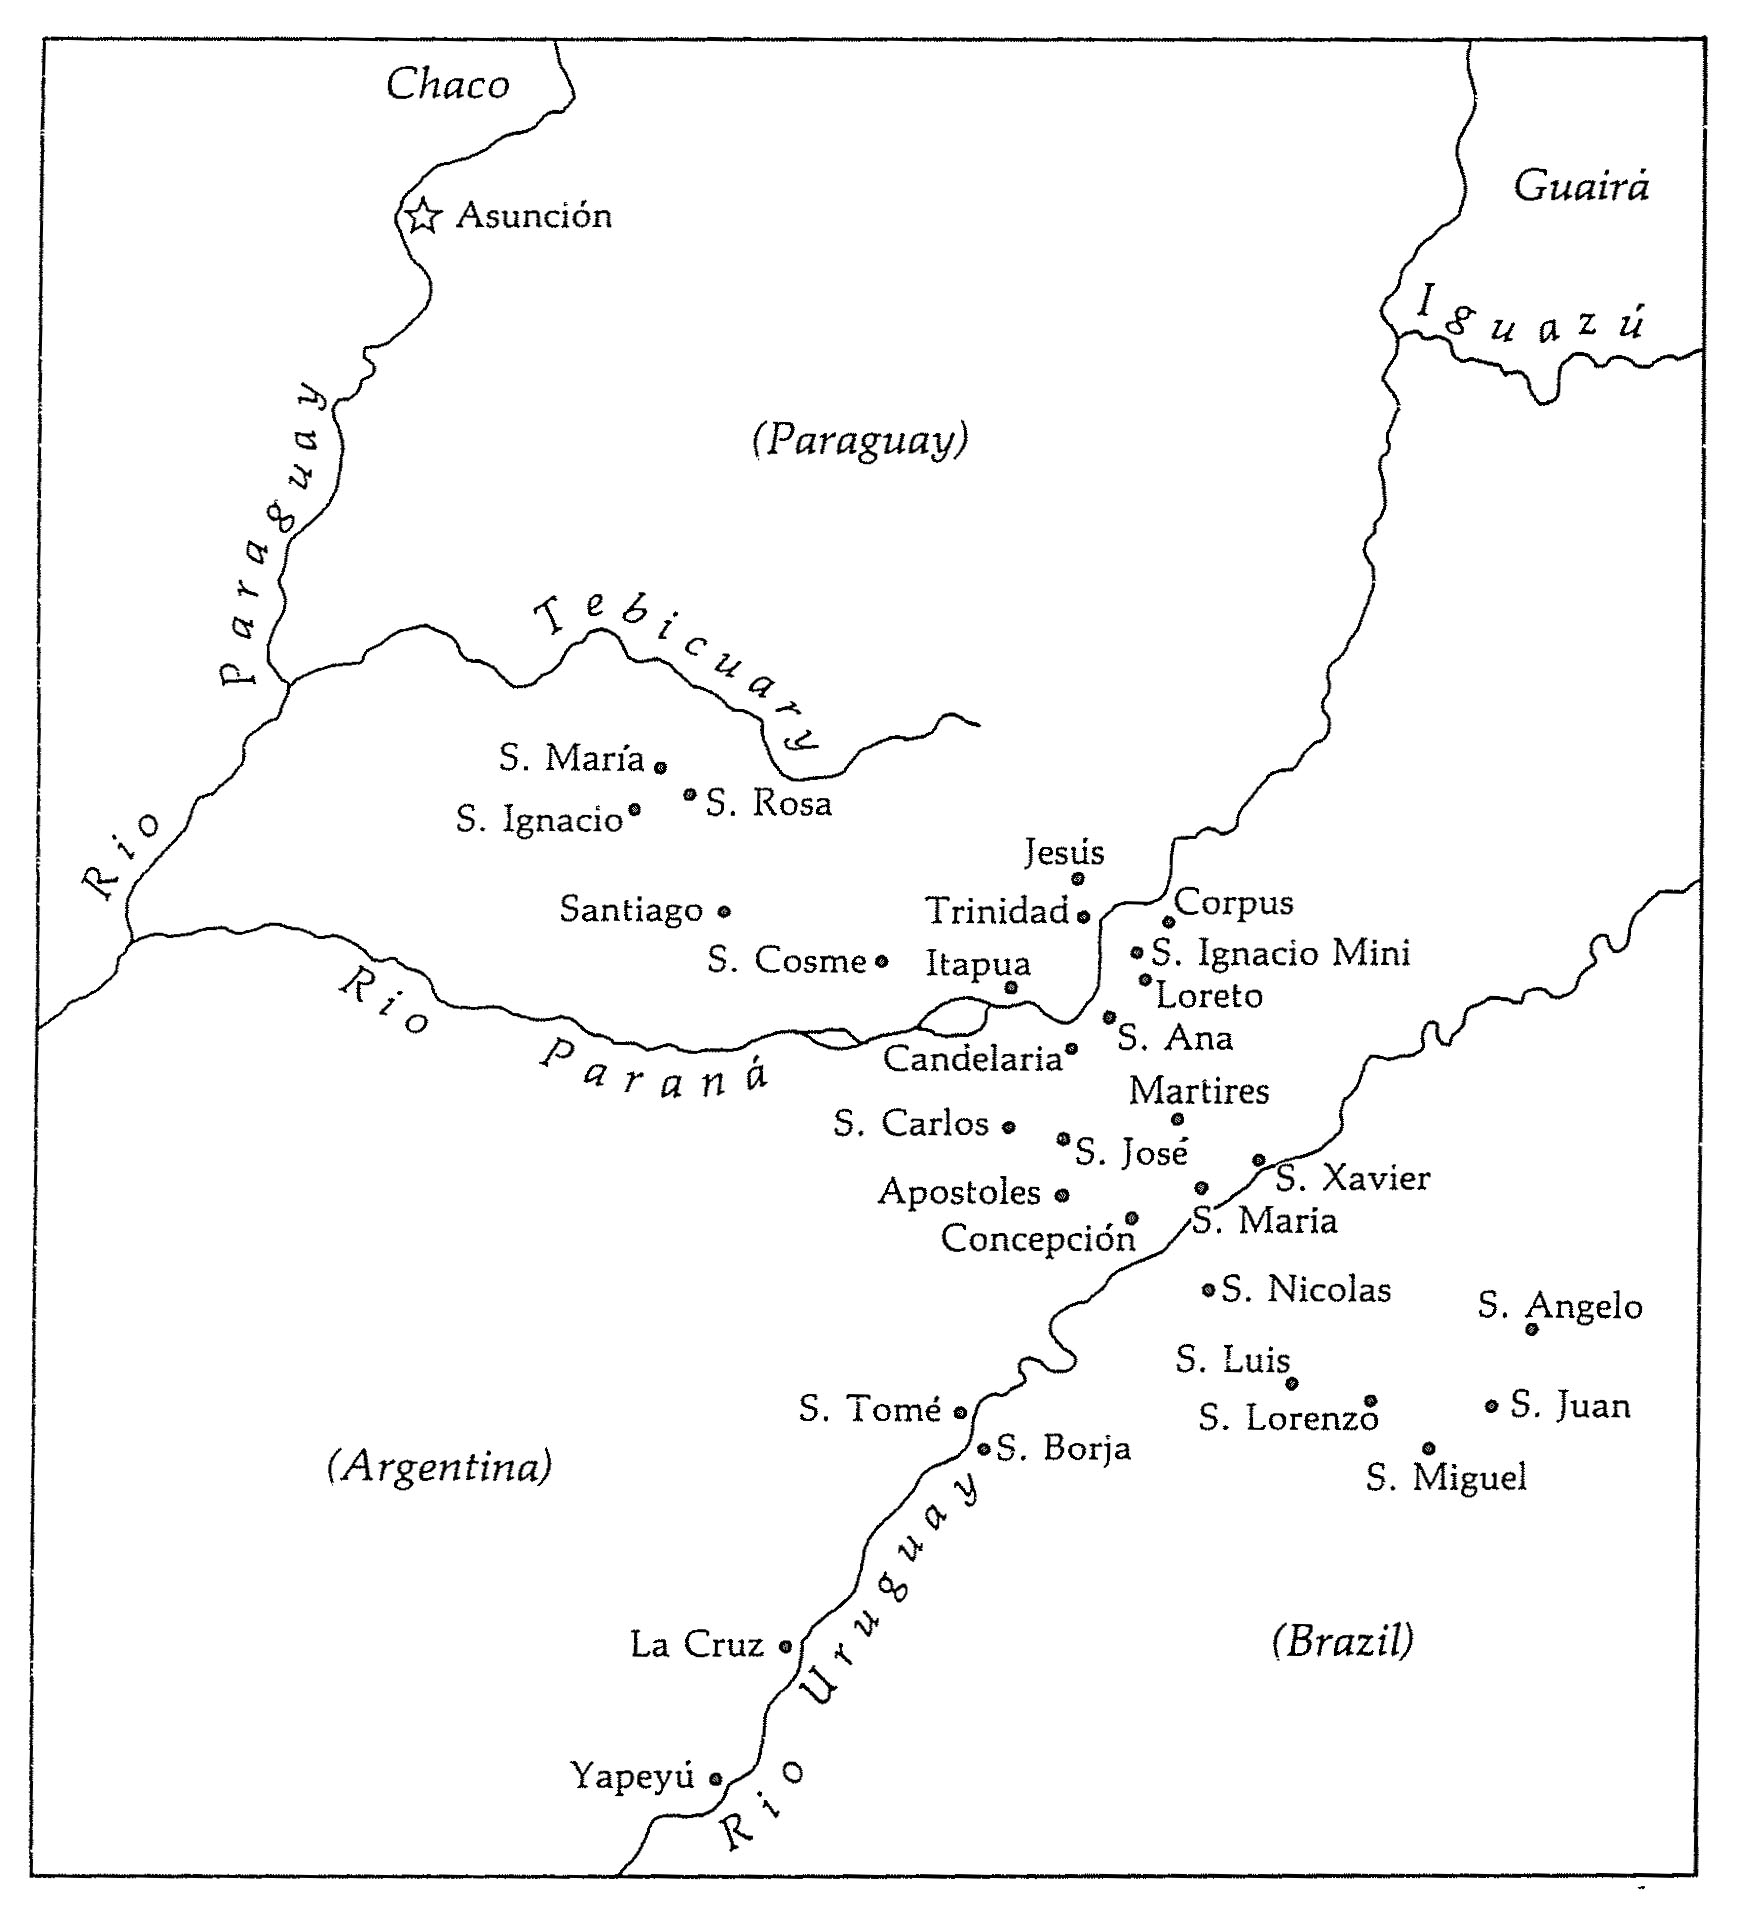 Chaco
Guairá
Asunción
Iguazú
(Paraguay)
Rio Paraguay
Tebicuary
S. María
S. Rosa
S. Ignacio
Jesús
Santiago
Trinidad
Corpus
S. Cosme
Itapua
S. Ignacio Mini
Loreto
Rio Paraná
S. Ana
Candelaria
Martires
S. Carlos
S. José
S. Xavier
Apostoles
S. María
Concepción
S. Nicolas
S. Angelo
S. Luis
S. Tomé
S. Lorenzo
S. Juan
S. Borja
(Argentina)
S. Miguel
Rio Uruguay
La Cruz
(Brazil)
Yapeyú